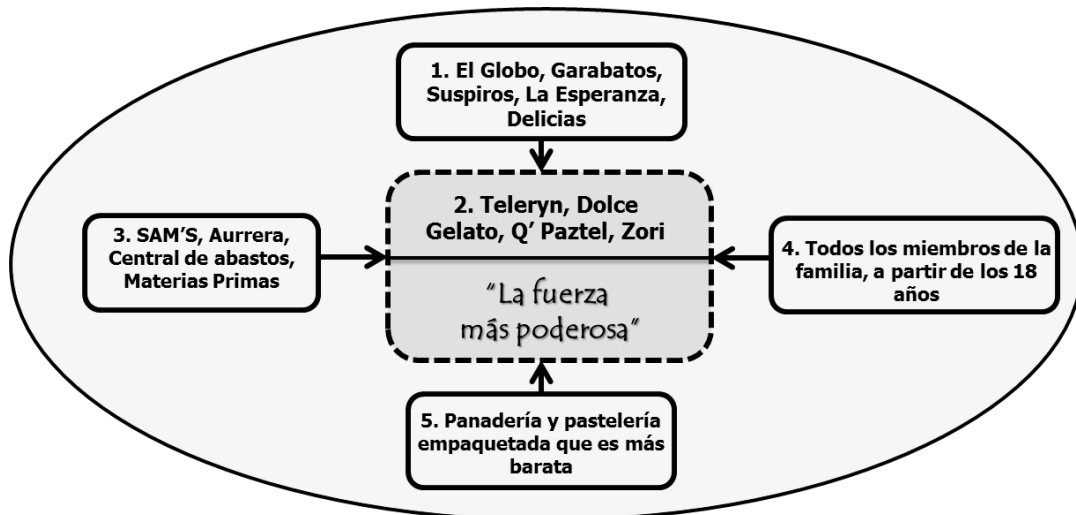 1. El Globo, Garabatos,
Suspiros, La Esperanza,
Delicias
2. Teleryn, Dolce
Gelato, Q’ Paztel, Zori
“La fuerza
más poderosa“
3. SAM’S, Aurrera,
Central de abastos,
Materias Primas
4. Todos los miembros de la
familia, a partir de los 18
años
5. Panadería y pastelería
empaquetada que es más
barata